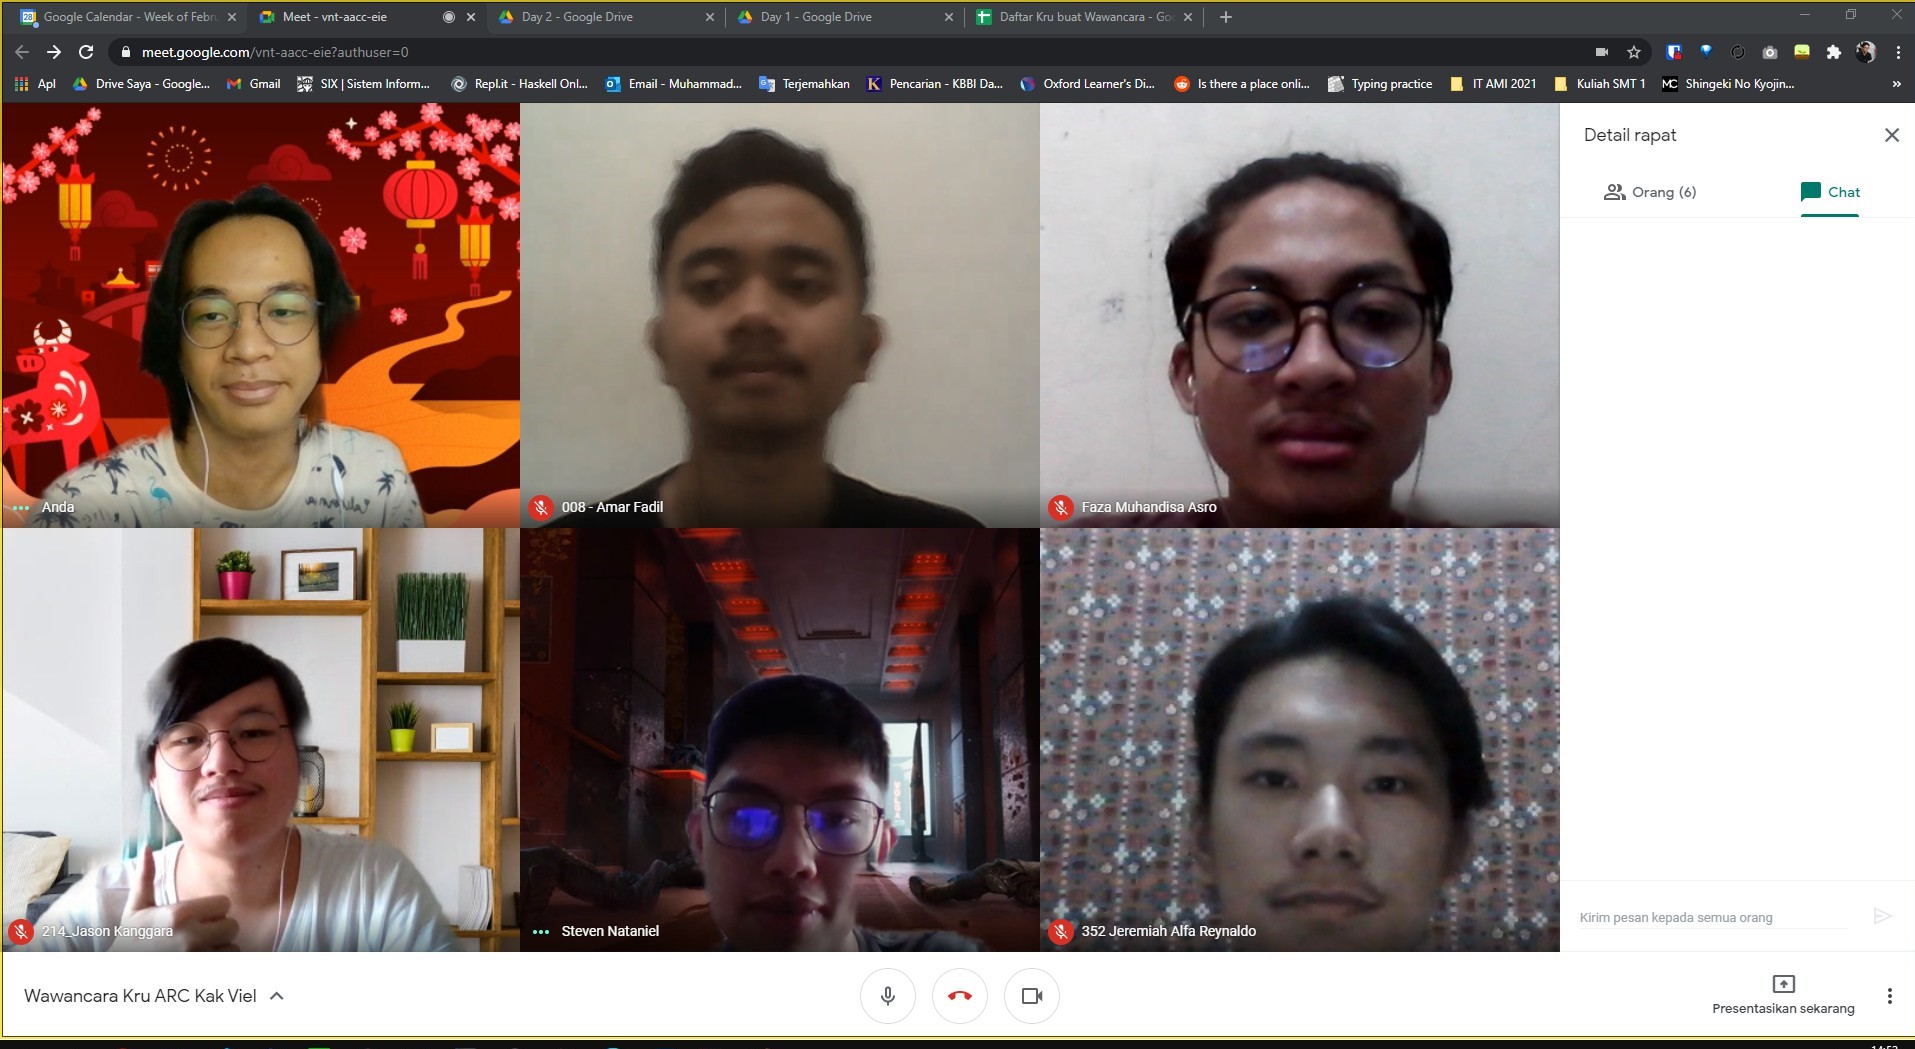 Google Calendar - Week of Febru
Meet - vnt-aacc-eie
Day 2 - Google Drive
Day 1 - Google Drive
Daftar Kru buat Wawancara - Goo
meet.google.com/vnt-aacc-eie?authuser=0
Apl
Drive Saya - Google...
Gmail
SIX | Sistem Inform...
Repl.it - Haskell Onl...
Email - Muhammad...
Terjemahkan
K Pencarian - KBBI Da...
Oxford Learner's Di...
Is there a place onli...
Typing practice
IT AMI 2021
Kuliah SMT 1
MC Shingeki No Kyojin...
»
Detail rapat
Orang (6)
Chat
Anda
008 - Amar Fadil
Faza Muhandisa Asro
214_Jason Kanggara
Steven Nataniel
352 Jeremiah Alfa Reynaldo
Kirim pesan kepada semua orang
Wawancara Kru ARC Kak Viel
Presentasikan sekarang